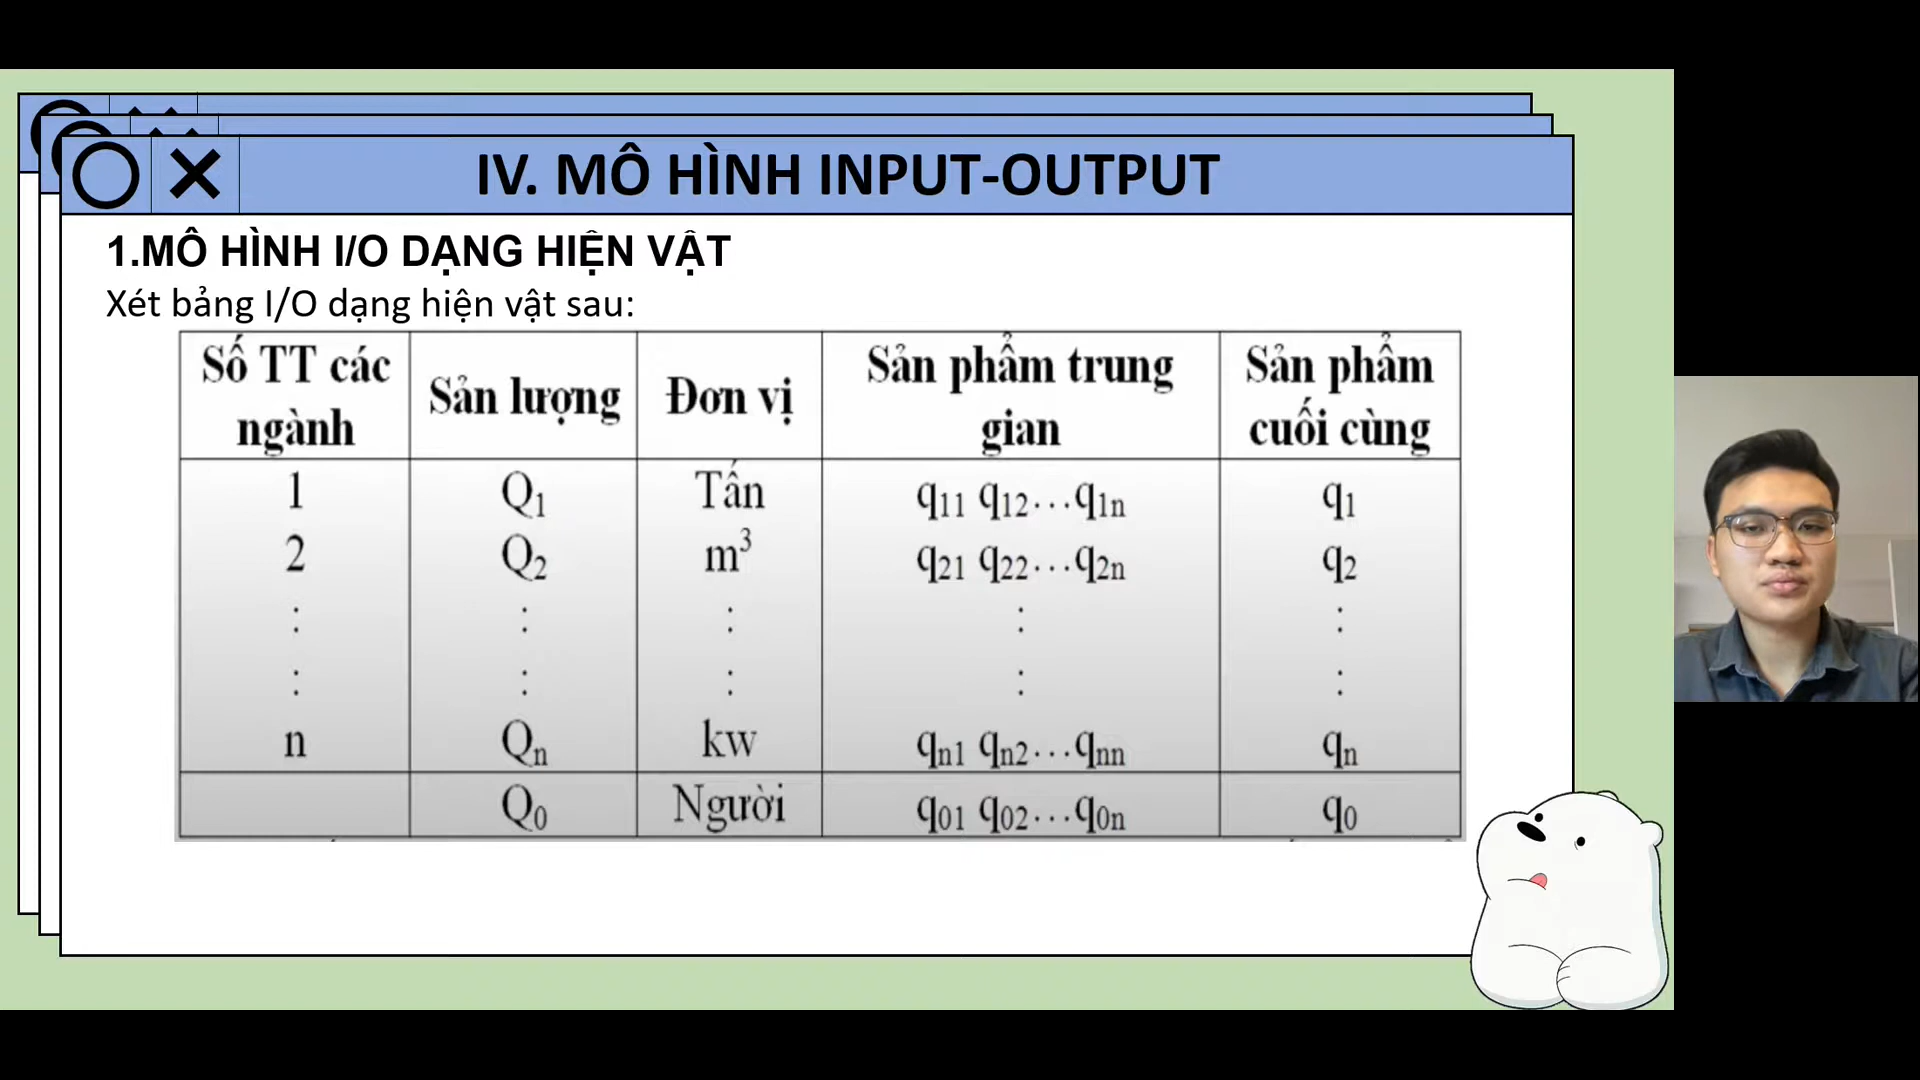 IV. MÔ HÌNH INPUT-OUTPUT
1.MÔ HÌNH I/O DẠNG HIỆN VẬT
Xét bảng I/O dạng hiện vật sau:
Số TT các ngành Sản lượng Đơn vị Sản phẩm trung gian Sản phẩm cuối cùng
1 Q₁ Tấn q₁₁ q₁₂…q₁ₙ q₁
2 Q₂ m³ q₂₁ q₂₂…q₂ₙ q₂
: : : : :
: : : : :
n Qₙ kw qₙ₁ qₙ₂…qₙₙ qₙ
Q₀ Người q₀₁ q₀₂…q₀ₙ q₀